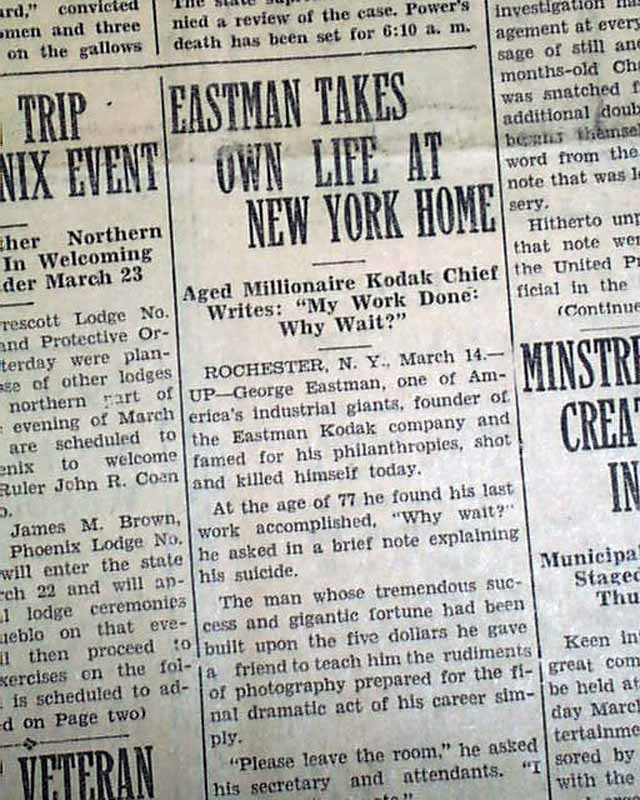 ard," convicted
men and three
on the gallows
nied a review of the case. Power's
death has been set for 6:10 a. m.
TRIP
NIX EVENT
ther Northern
In Welcoming
der March 23
rescott Lodge No.
and Protective Or-
terday were plan-
se of other lodges
northern part of
evening of March
are scheduled to
enix to welcome
Ruler John R. Coen
o.
James M. Brown,
Phoenix Lodge No.
will enter the state
rch 22 and will ap-
l lodge ceremonies
ueblo on that eve-
ll then proceed to
xercises on the fol-
is scheduled to ad-
d on Page two)
VETERAN
EASTMAN TAKES
OWN LIFE AT
NEW YORK HOME
Aged Millionaire Kodak Chief
Writes: "My Work Done:
Why Wait?"
ROCHESTER, N. Y., March 14.—
UP—George Eastman, one of Am-
erica's industrial giants, founder of
the Eastman Kodak company and
famed for his philanthropies, shot
and killed himself today.
At the age of 77 he found his last
work accomplished, "Why wait?"
he asked in a brief note explaining
his suicide.
The man whose tremendous suc-
cess and gigantic fortune had been
built upon the five dollars he gave
a friend to teach him the rudiments
of photography prepared for the fi-
nal dramatic act of his career sim-
ply.
"Please leave the room," he asked
his secretary and attendants. "I
investigation
agement at every
sage of still and
months-old
was snatched
additional
themsel
word from the
note that was
sery.
Hitherto
that note wer
the United Pr
ficial in the
(Continue
MINSTRE
CREAT
IN
Municipal
Staged
Thu
Keen in
great com
be held at
day March
tertainme
sored by
with the